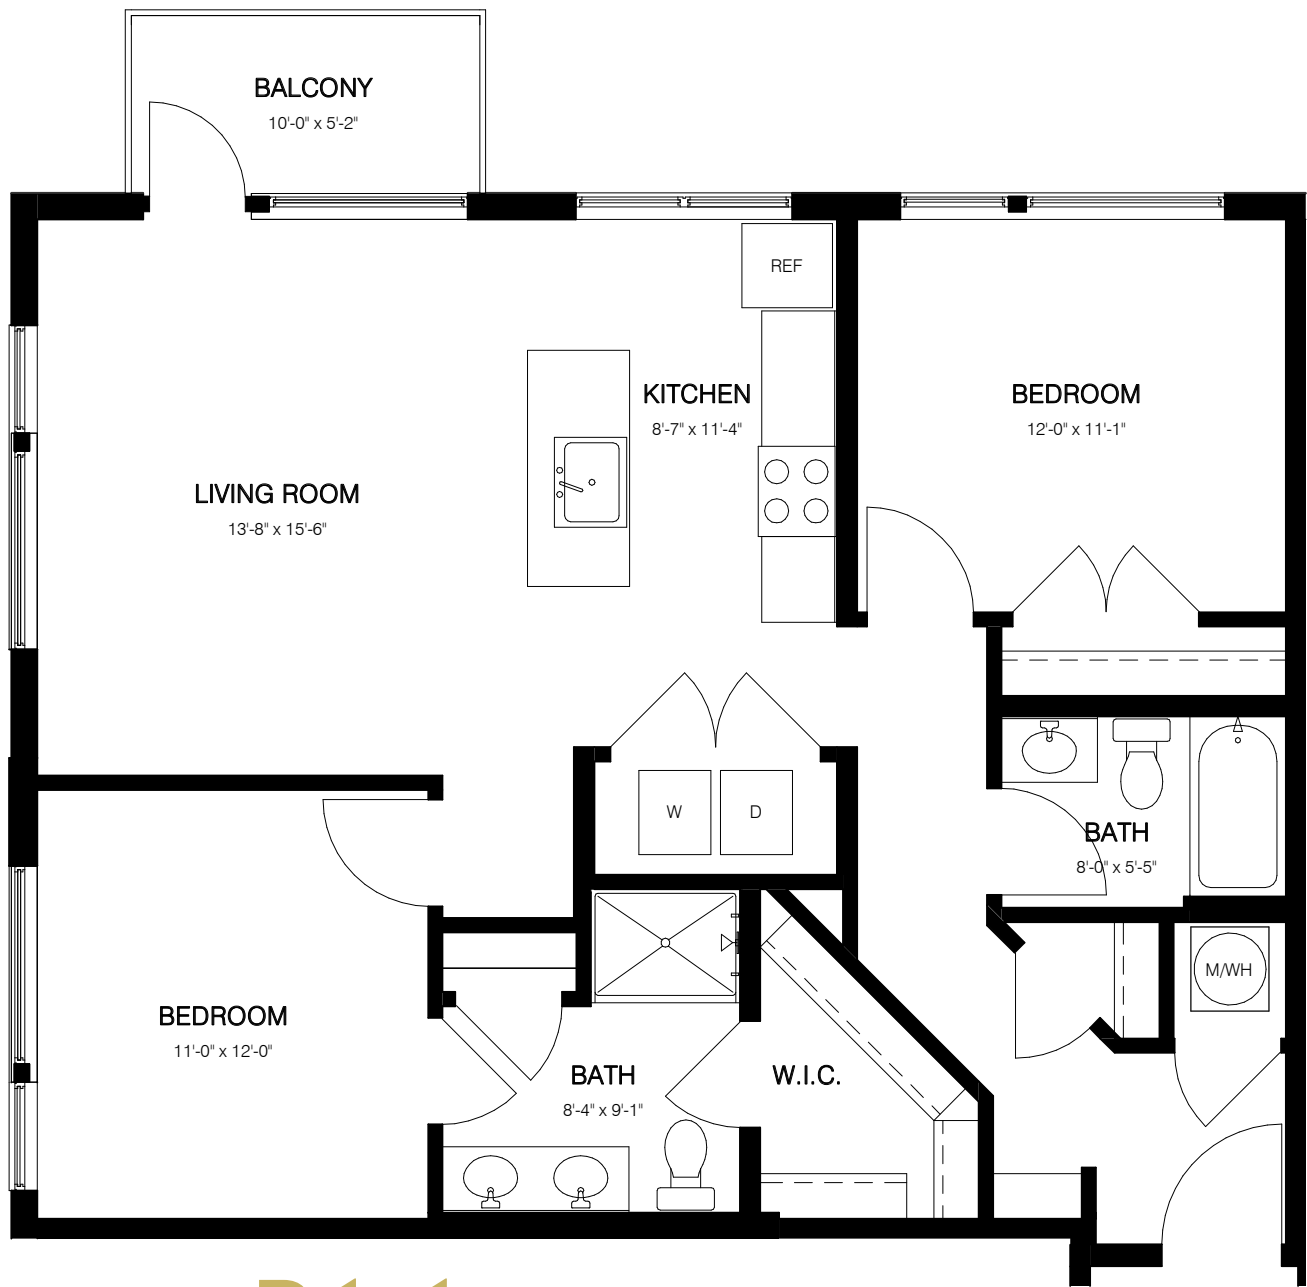 BALCONY
10'-0" x 5'-2"
REF
KITCHEN
8'-7" x 11'-4"
BEDROOM
12'-0" x 11'-1"
LIVING ROOM
13'-8" x 15'-6"
W
D
BATH
8'-0" x 5'-5"
M/WH
BEDROOM
11'-0" x 12'-0"
BATH
8'-4" x 9'-1"
W.I.C.